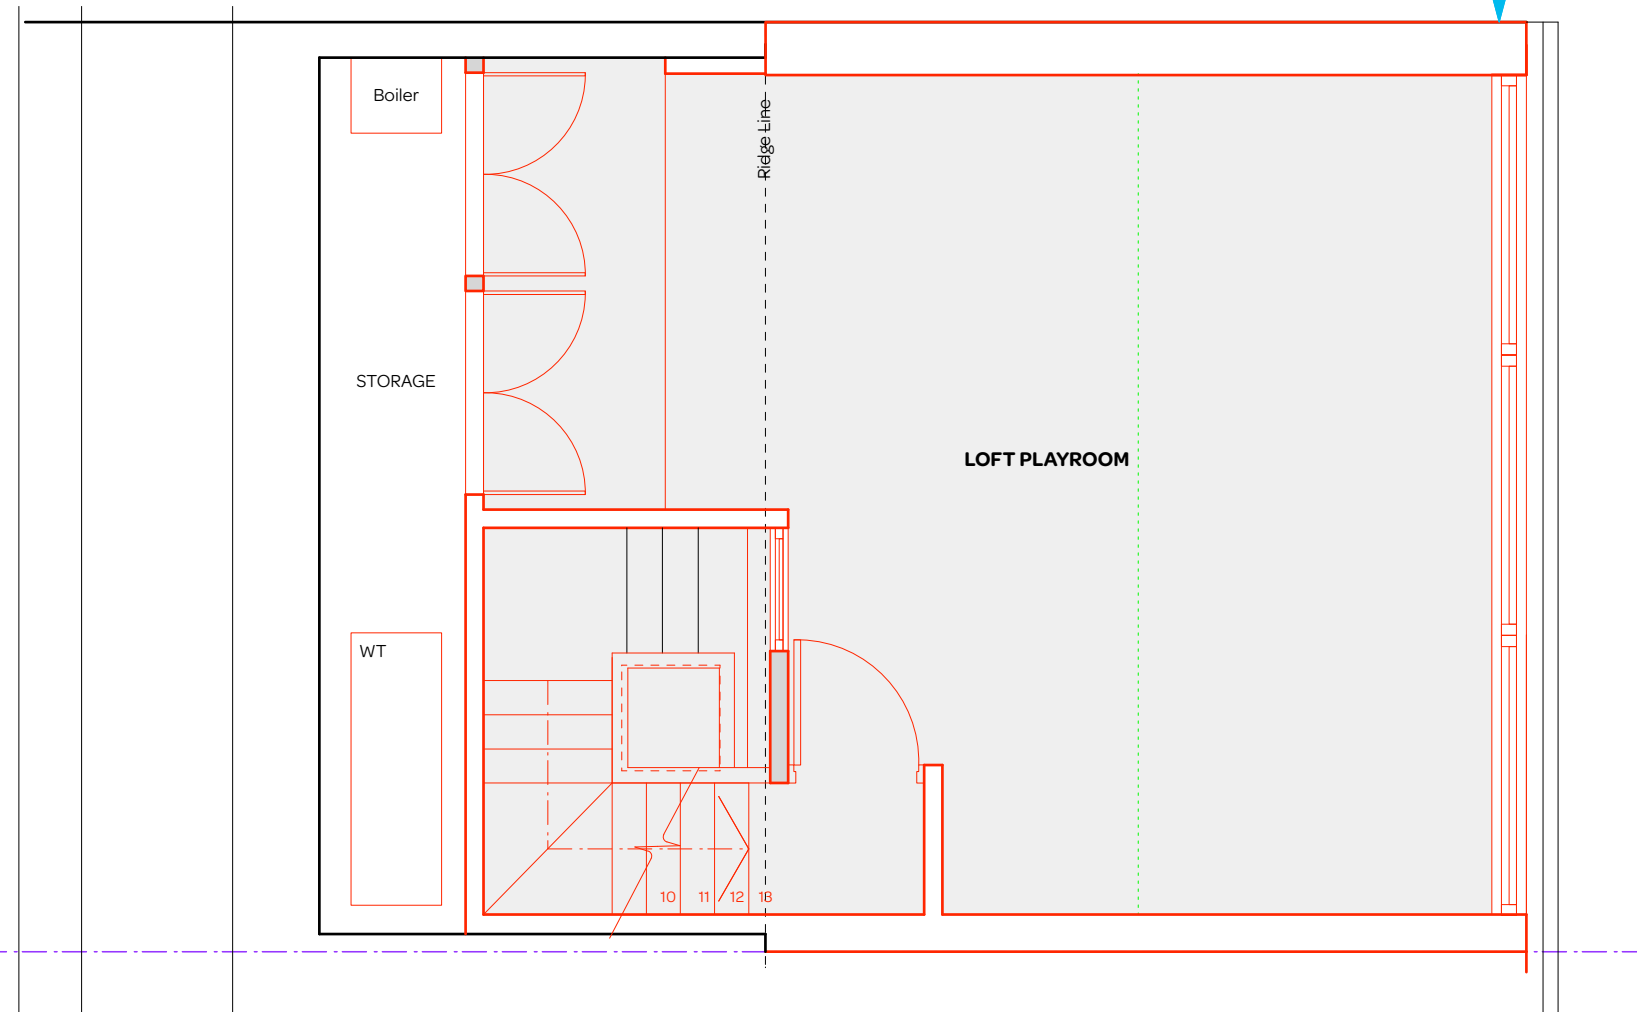 Boiler
Ridge Line
STORAGE
LOFT PLAYROOM
WT
10 11 12 13